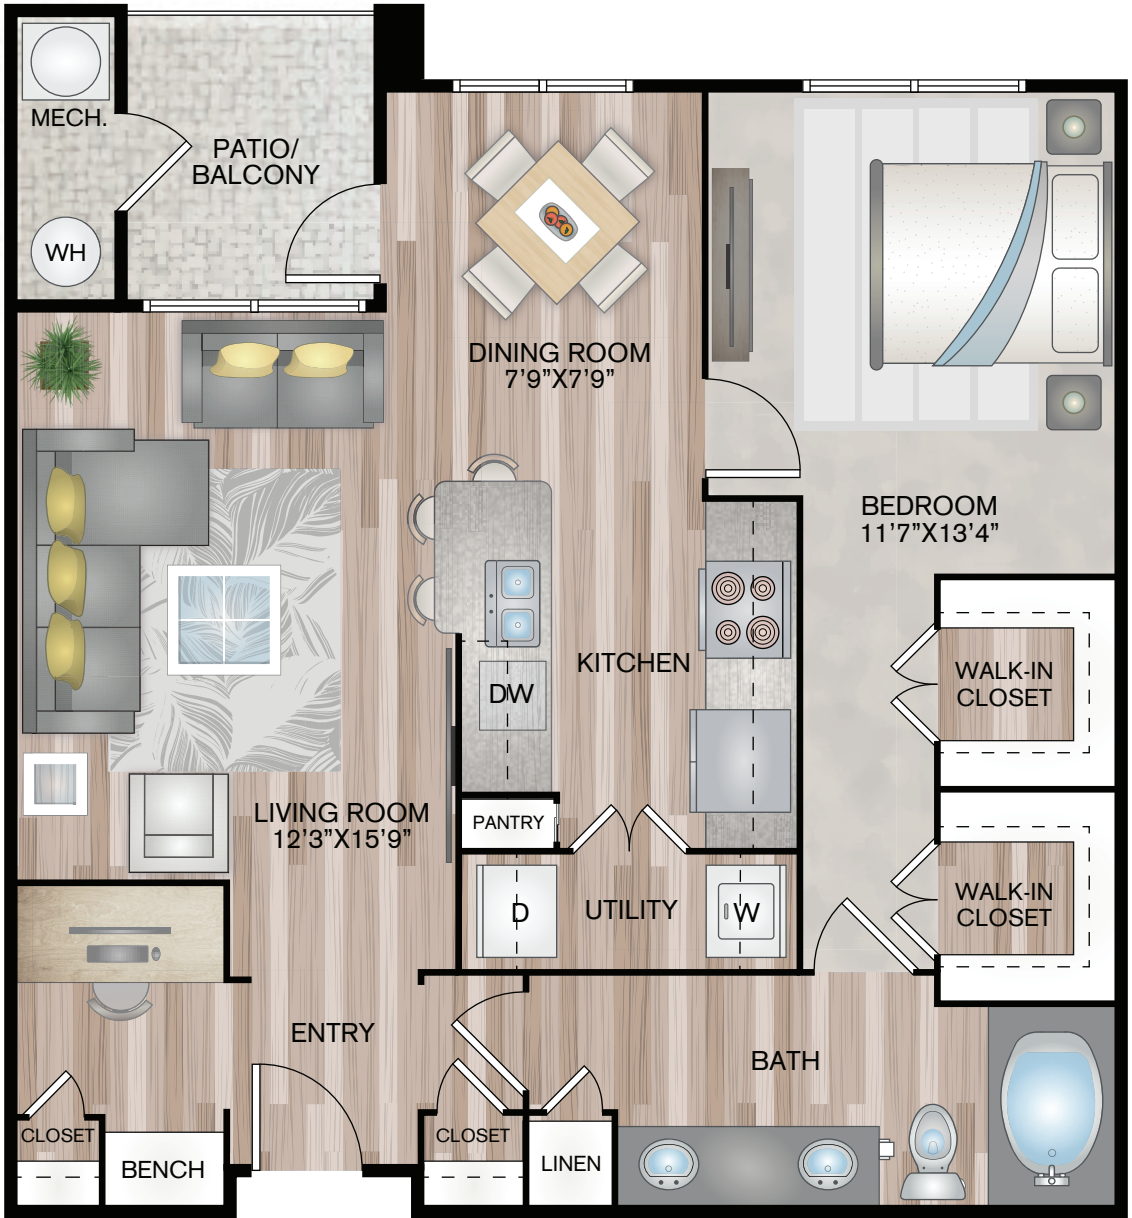 MECH.
PATIO/
BALCONY
WH
DINING ROOM
7'9"X7'9"
BEDROOM
11'7"X13'4"
KITCHEN
DW
WALK-IN
CLOSET
LIVING ROOM
12'3"X15'9"
PANTRY
D
UTILITY
W
WALK-IN
CLOSET
ENTRY
BATH
CLOSET
BENCH
CLOSET
LINEN